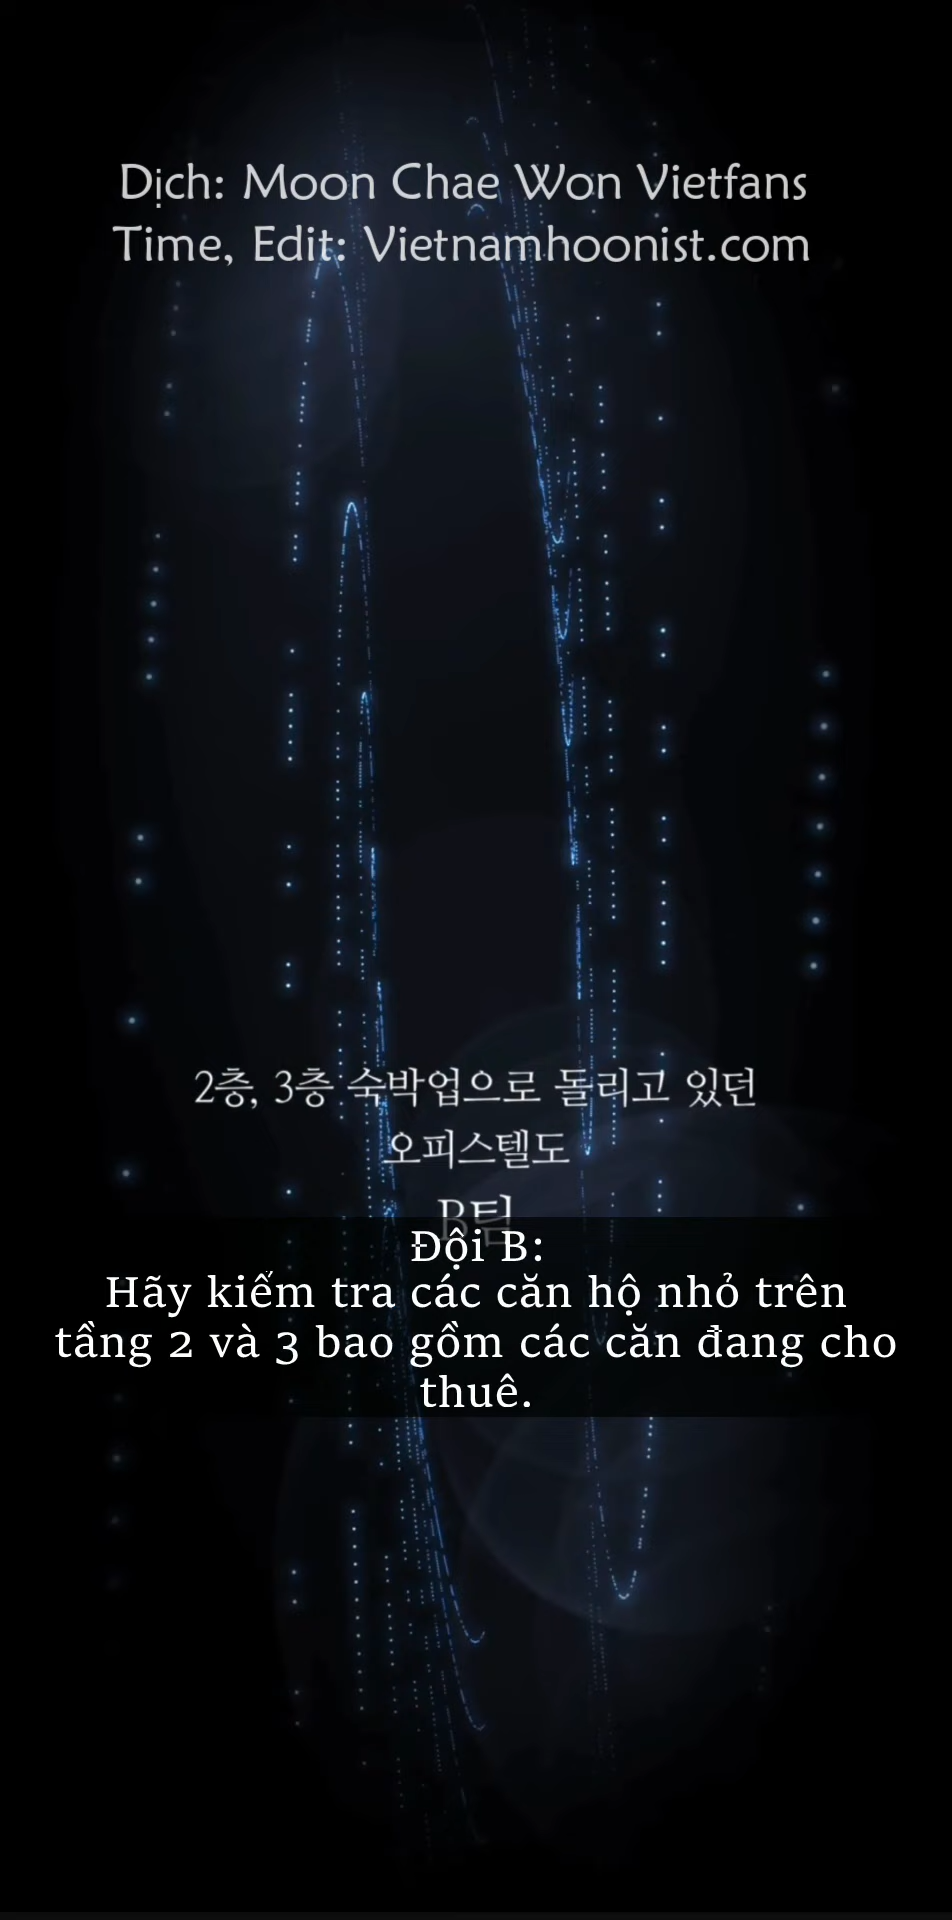 Dịch: Moon Chae Won Vietfans
Time, Edit: Vietnamhoonist.com
2층, 3층 숙박업으로 돌리고 있던
오피스텔도
B팀
Đội B:
Hãy kiểm tra các căn hộ nhỏ trên
tầng 2 và 3 bao gồm các căn đang cho
thuê.